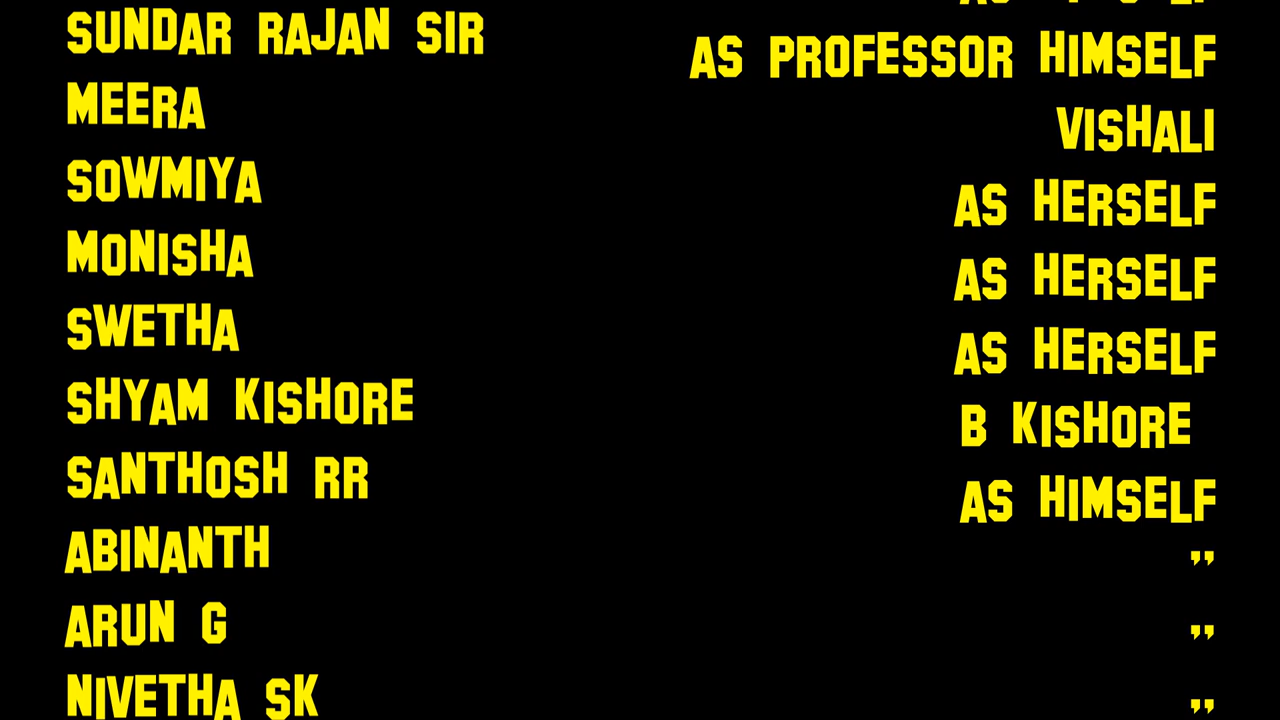 SUNDAR RAJAN SIR AS PROFESSOR HIMSELF
MEERA VISHALI
SOWMIYA AS HERSELF
MONISHA AS HERSELF
SWETHA AS HERSELF
SHYAM KISHORE B KISHORE
SANTHOSH RR AS HIMSELF
ABINANTH ”
ARUN G ”
NIVETHA SK ”